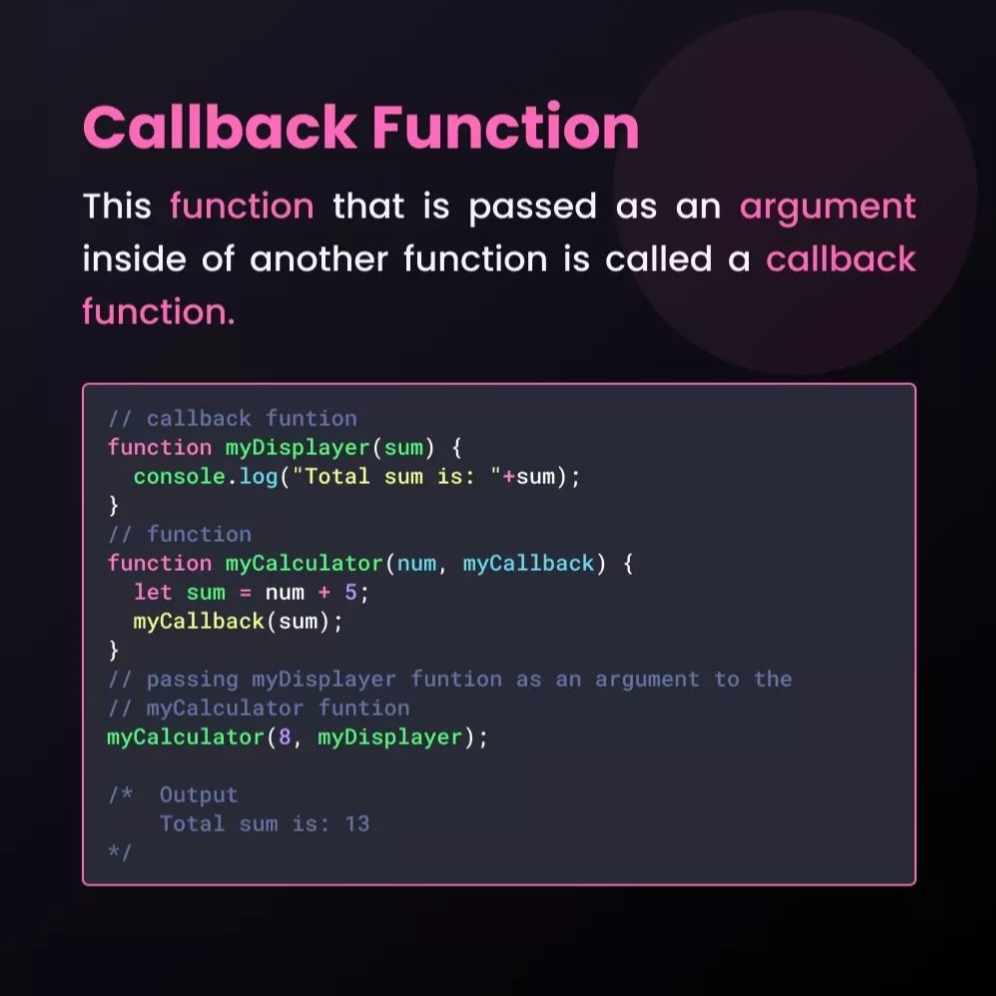 Callback Function
This function that is passed as an argument
inside of another function is called a callback
function.
// callback funtion
function myDisplayer(sum) {
  console.log("Total sum is: "+sum);
}
// function
function myCalculator(num, myCallback) {
  let sum = num + 5;
  myCallback(sum);
}
// passing myDisplayer funtion as an argument to the
// myCalculator funtion
myCalculator(8, myDisplayer);
/*  Output
    Total sum is: 13
*/